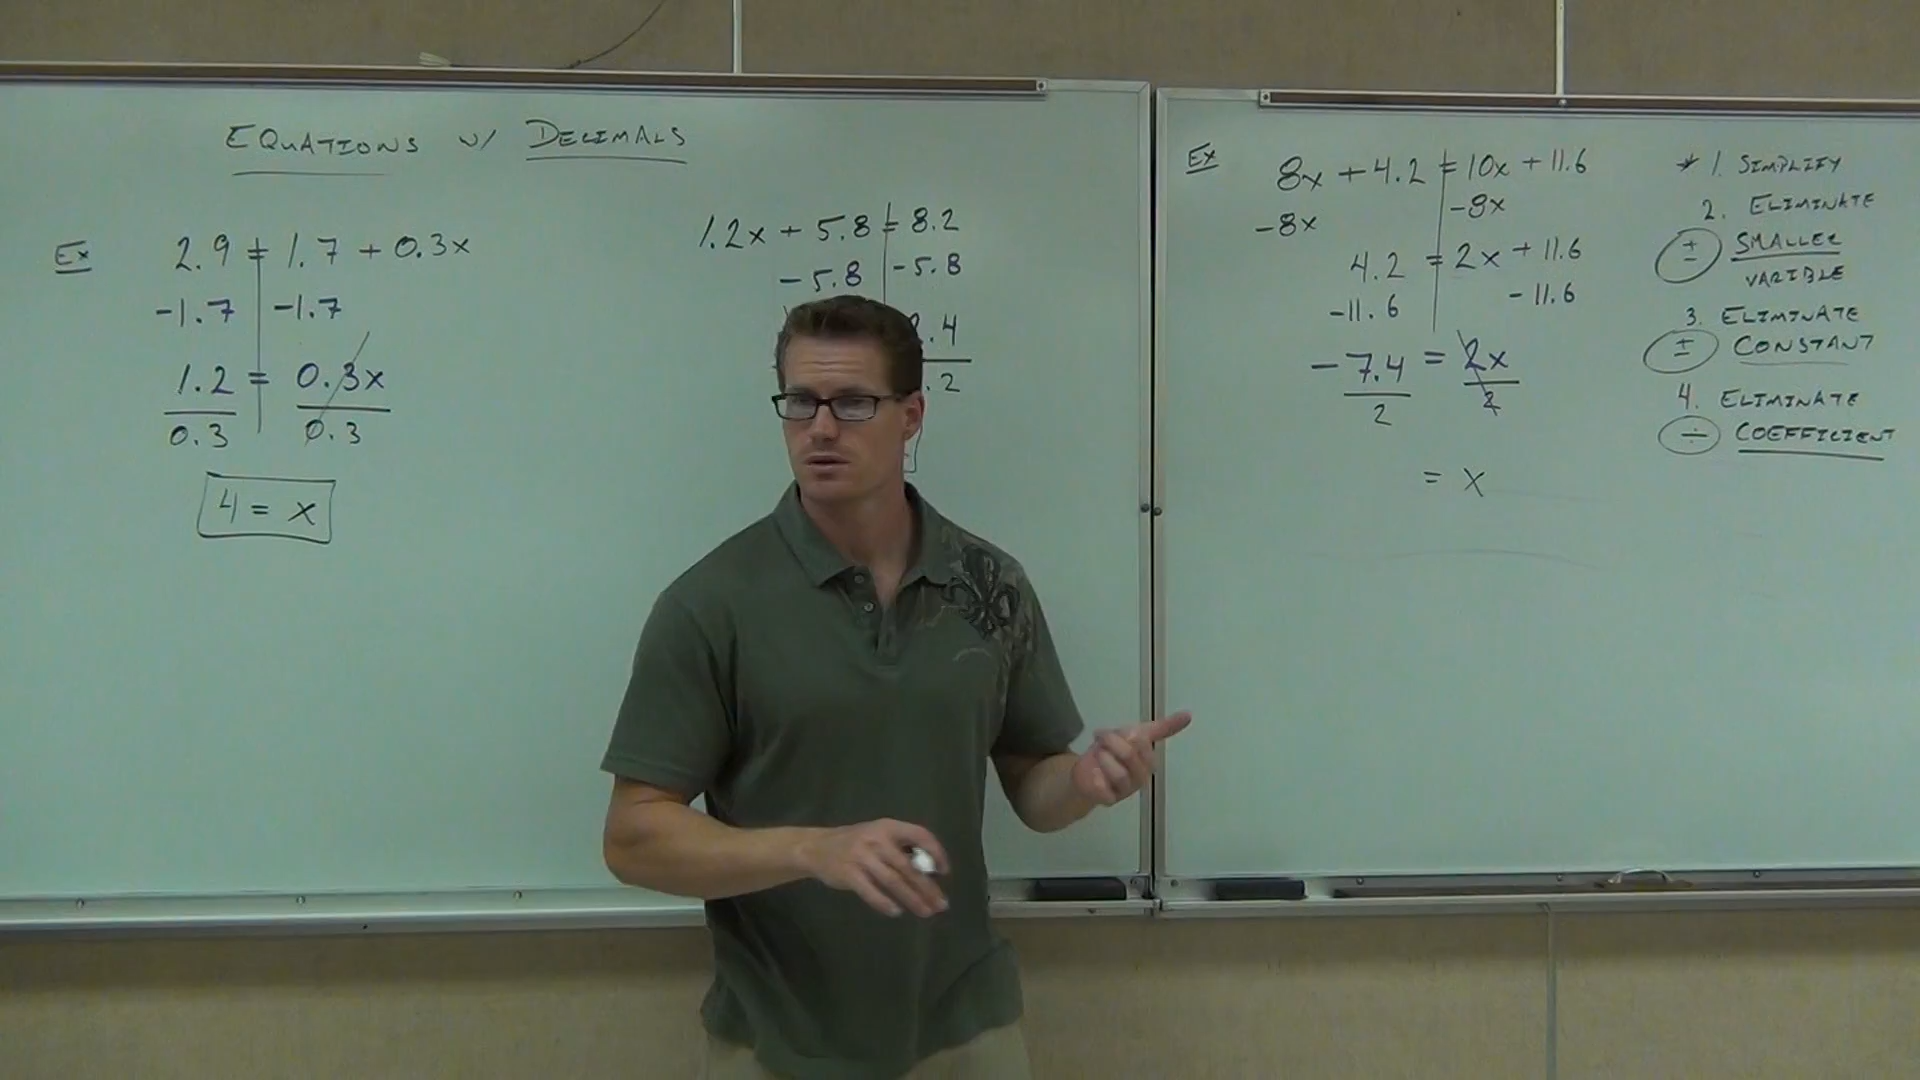 EQUATIONS W/ DECIMALS
Ex
2.9 = 1.7 + 0.3x
-1.7 -1.7
1.2 = 0.3x
0.3 0.3
4 = x
1.2x + 5.8 = 8.2
-5.8 -5.8
.4
.2
Ex
8x + 4.2 = 10x + 11.6
-8x -8x
4.2 = 2x + 11.6
-11.6 -11.6
-7.4 = 2x
2 2
= x
* 1. SIMPLIFY
2. ELIMINATE
± SMALLER
VARIABLE
3. ELIMINATE
± CONSTANT
4. ELIMINATE
÷ COEFFICIENT